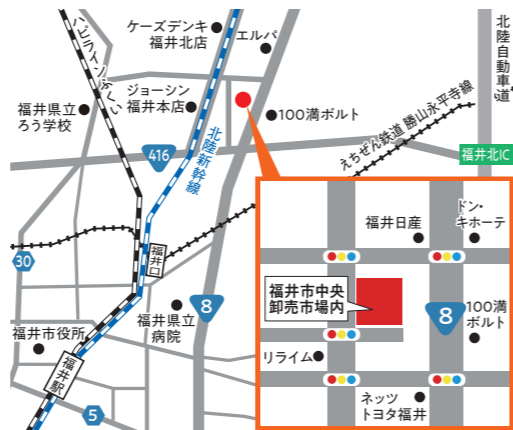 ケーズデンキ
福井北店
エルパ
ハピラインふくい
北陸自動車道
ジョーシン
福井本店
100満ボルト
福井県立
ろう学校
えちぜん鉄道 勝山永平寺線
416
北陸新幹線
福井北IC
福井口
30
福井県立
病院
8
福井市役所
福井駅
5
ドン・
キホーテ
福井日産
福井市中央
卸売市場内
8
100満
ボルト
リライム
ネッツ
トヨタ福井